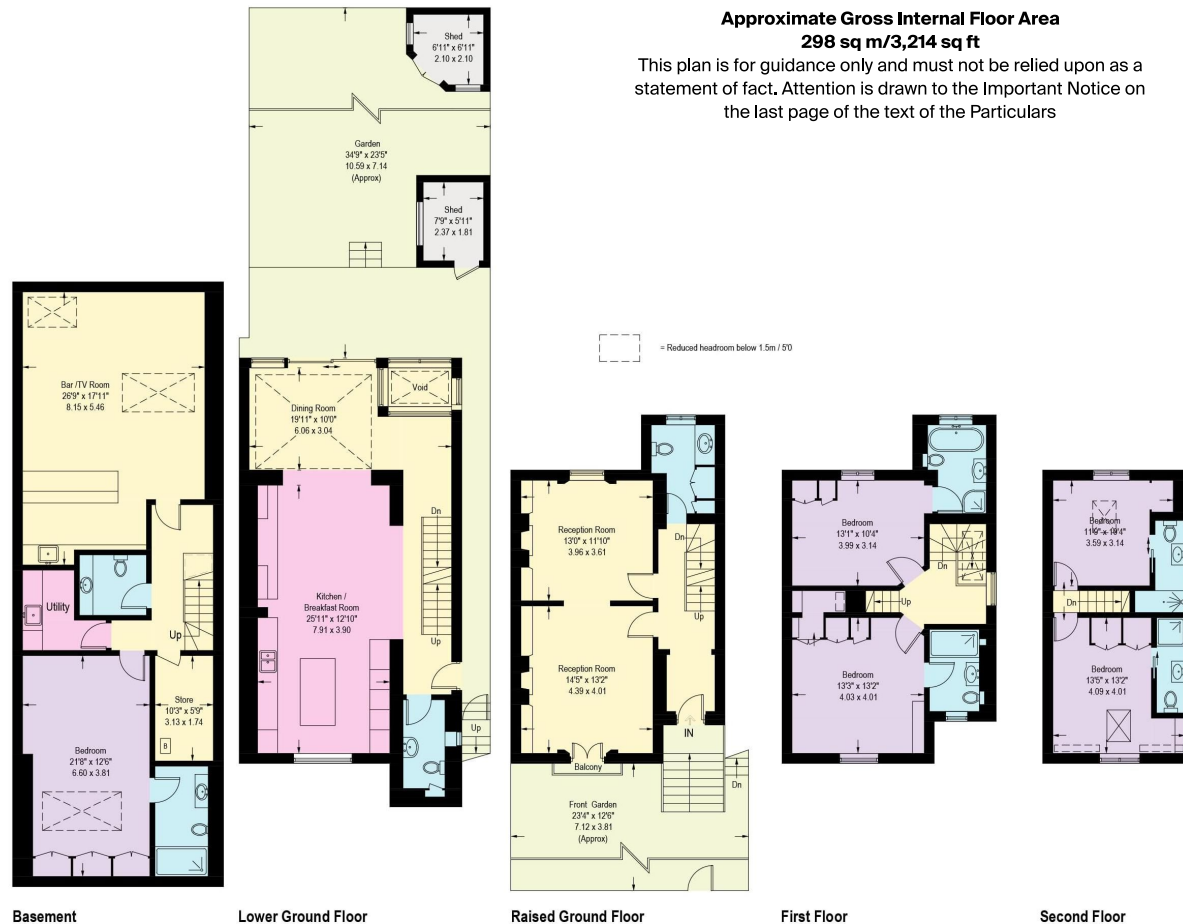 Approximate Gross Internal Floor Area
298 sq m/3,214 sq ft
This plan is for guidance only and must not be relied upon as a
statement of fact. Attention is drawn to the Important Notice on
the last page of the text of the Particulars
Shed
6'11" x 6'11"
2.10 x 2.10
Garden
34'9" x 23'5"
10.59 x 7.14
(Approx)
Shed
7'9" x 5'11"
2.37 x 1.81
= Reduced headroom below 1.5m / 5'0
Bar /TV Room
26'9" x 17'11"
8.15 x 5.46
Utility
Up
Store
10'3" x 5'9"
3.13 x 1.74
B
Bedroom
21'8" x 12'6"
6.60 x 3.81
Basement
Void
Dining Room
19'11" x 10'0"
6.06 x 3.04
Dn
Kitchen /
Breakfast Room
25'11" x 12'10"
7.91 x 3.90
Up
Up
Lower Ground Floor
Reception Room
13'0" x 11'10"
3.96 x 3.61
Dn
Up
Reception Room
14'5" x 13'2"
4.39 x 4.01
IN
Balcony
Dn
Front Garden
23'4" x 12'6"
7.12 x 3.81
(Approx)
Raised Ground Floor
Bedroom
13'1" x 10'4"
3.99 x 3.14
Dn
Up
Bedroom
13'3" x 13'2"
4.03 x 4.01
First Floor
Bedroom
11'9" x 10'4"
3.59 x 3.14
Dn
Bedroom
13'5" x 13'2"
4.09 x 4.01
Second Floor